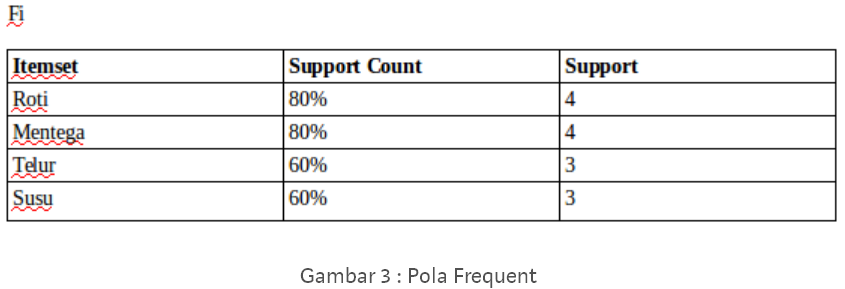 Fi
Itemset Support Count Support
Roti 80% 4
Mentega 80% 4
Telur 60% 3
Susu 60% 3
Gambar 3 : Pola Frequent